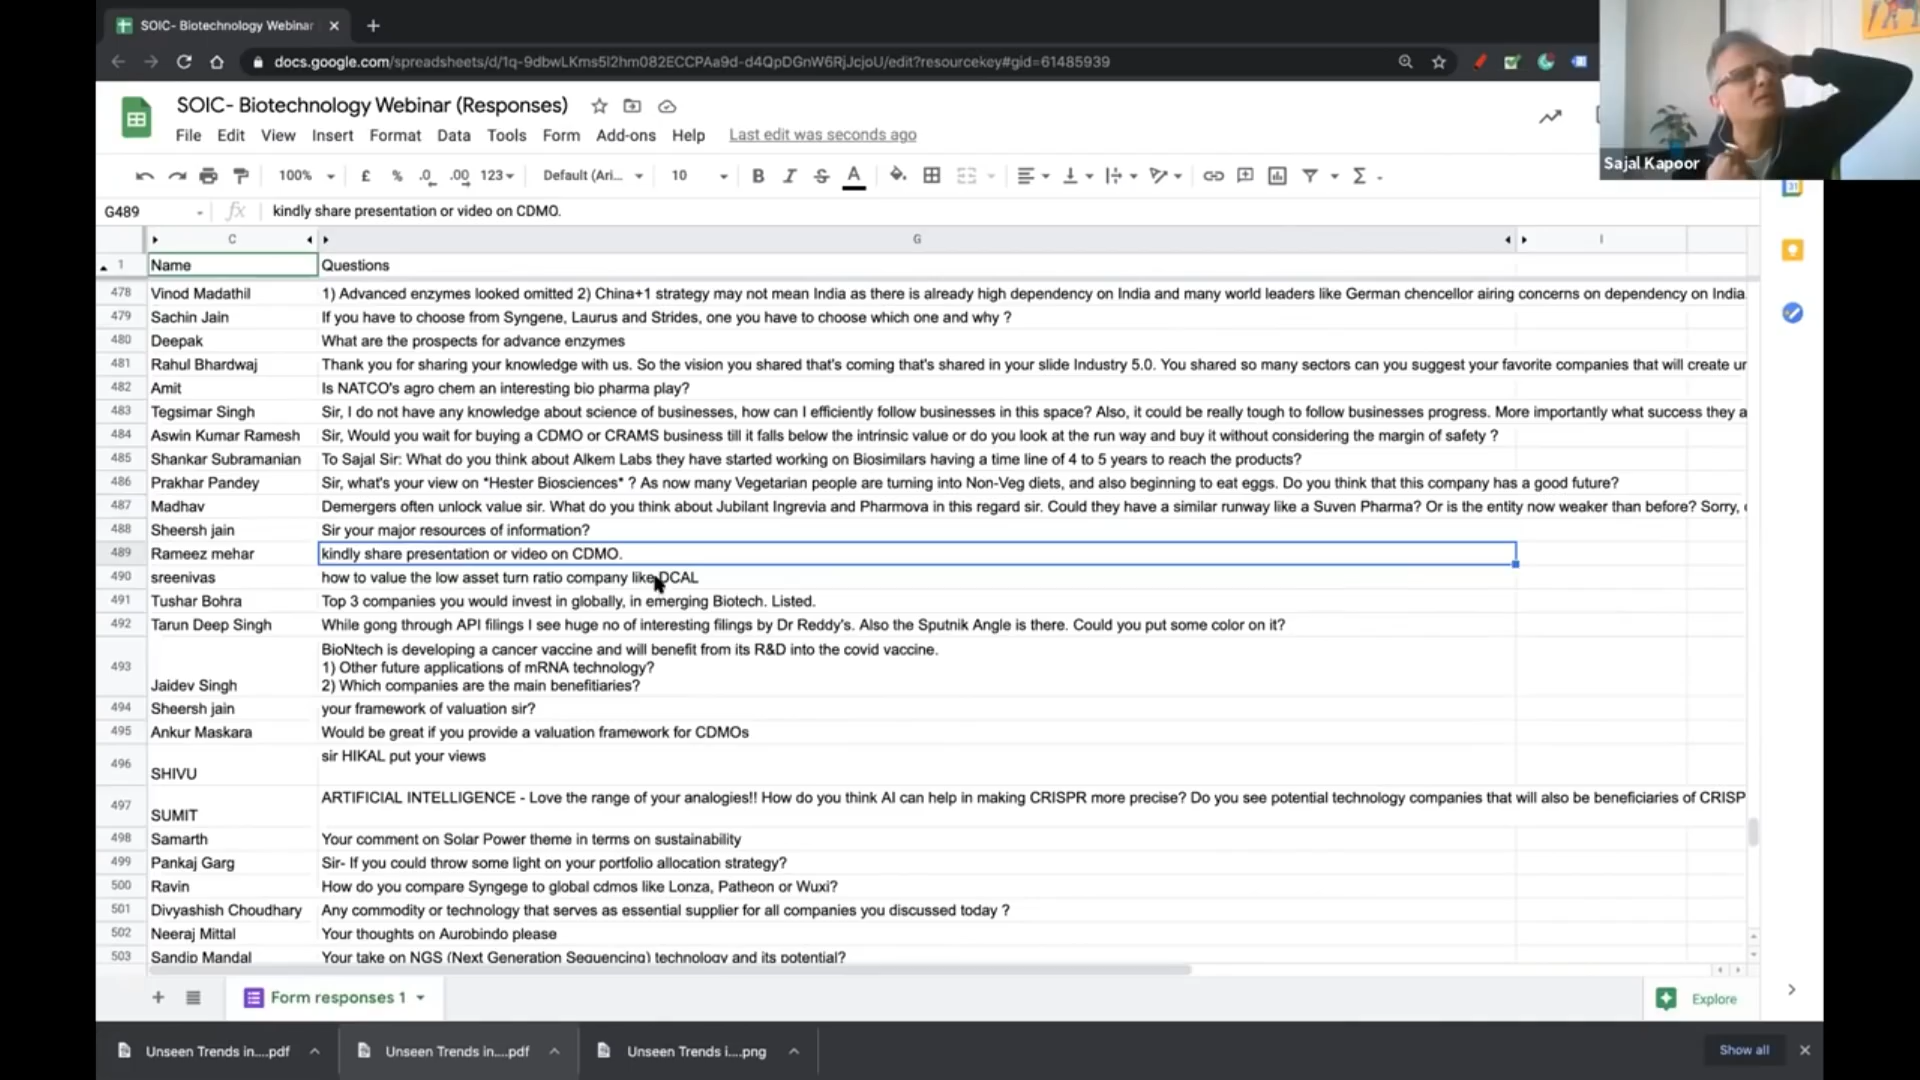 SOIC- Biotechnology Webinar
docs.google.com/spreadsheets/d/1q-9dbwLKms5l2hm082ECCPAa9d-d4QpDGnW6RjJcjoU/edit?resourcekey#gid=61485939
SOIC- Biotechnology Webinar (Responses)
File Edit View Insert Format Data Tools Form Add-ons Help Last edit was seconds ago
Sajal Kapoor
100% £ % .0 .00 123 Default (Ari... 10 B I S A
31
G489 fx kindly share presentation or video on CDMO.
C G I
1 Name Questions
478 Vinod Madathil 1) Advanced enzymes looked omitted 2) China+1 strategy may not mean India as there is already high dependency on India and many world leaders like German chencellor airing concerns on dependency on India
479 Sachin Jain If you have to choose from Syngene, Laurus and Strides, one you have to choose which one and why ?
480 Deepak What are the prospects for advance enzymes
481 Rahul Bhardwaj Thank you for sharing your knowledge with us. So the vision you shared that's coming that's shared in your slide Industry 5.0. You shared so many sectors can you suggest your favorite companies that will create
482 Amit Is NATCO's agro chem an interesting bio pharma play?
483 Tegsimar Singh Sir, I do not have any knowledge about science of businesses, how can I efficiently follow businesses in this space? Also, it could be really tough to follow businesses progress. More importantly what success they a
484 Aswin Kumar Ramesh Sir, Would you wait for buying a CDMO or CRAMS business till it falls below the intrinsic value or do you look at the run way and buy it without considering the margin of safety ?
485 Shankar Subramanian To Sajal Sir: What do you think about Alkem Labs they have started working on Biosimilars having a time line of 4 to 5 years to reach the products?
486 Prakhar Pandey Sir, what's your view on *Hester Biosciences* ? As now many Vegetarian people are turning into Non-Veg diets, and also beginning to eat eggs. Do you think that this company has a good future?
487 Madhav Demergers often unlock value sir. What do you think about Jubilant Ingrevia and Pharmova in this regard sir. Could they have a similar runway like a Suven Pharma? Or is the entity now weaker than before? Sorry,
488 Sheersh jain Sir your major resources of information?
489 Rameez mehar kindly share presentation or video on CDMO.
490 sreenivas how to value the low asset turn ratio company like DCAL
491 Tushar Bohra Top 3 companies you would invest in globally, in emerging Biotech. Listed.
492 Tarun Deep Singh While gong through API filings I see huge no of interesting filings by Dr Reddy's. Also the Sputnik Angle is there. Could you put some color on it?
BioNtech is developing a cancer vaccine and will benefit from its R&D into the covid vaccine.
493 1) Other future applications of mRNA technology?
Jaidev Singh 2) Which companies are the main benefitiaries?
494 Sheersh jain your framework of valuation sir?
495 Ankur Maskara Would be great if you provide a valuation framework for CDMOs
496 sir HIKAL put your views
SHIVU
497 ARTIFICIAL INTELLIGENCE - Love the range of your analogies!! How do you think AI can help in making CRISPR more precise? Do you see potential technology companies that will also be beneficiaries of CRISP
SUMIT
498 Samarth Your comment on Solar Power theme in terms on sustainability
499 Pankaj Garg Sir- If you could throw some light on your portfolio allocation strategy?
500 Ravin How do you compare Syngege to global cdmos like Lonza, Patheon or Wuxi?
501 Divyashish Choudhary Any commodity or technology that serves as essential supplier for all companies you discussed today ?
502 Neeraj Mittal Your thoughts on Aurobindo please
503 Sandip Mandal Your take on NGS (Next Generation Sequencing) technology and its potential?
Form responses 1
Explore
Unseen Trends in....pdf Unseen Trends in....pdf Unseen Trends i....png Show all